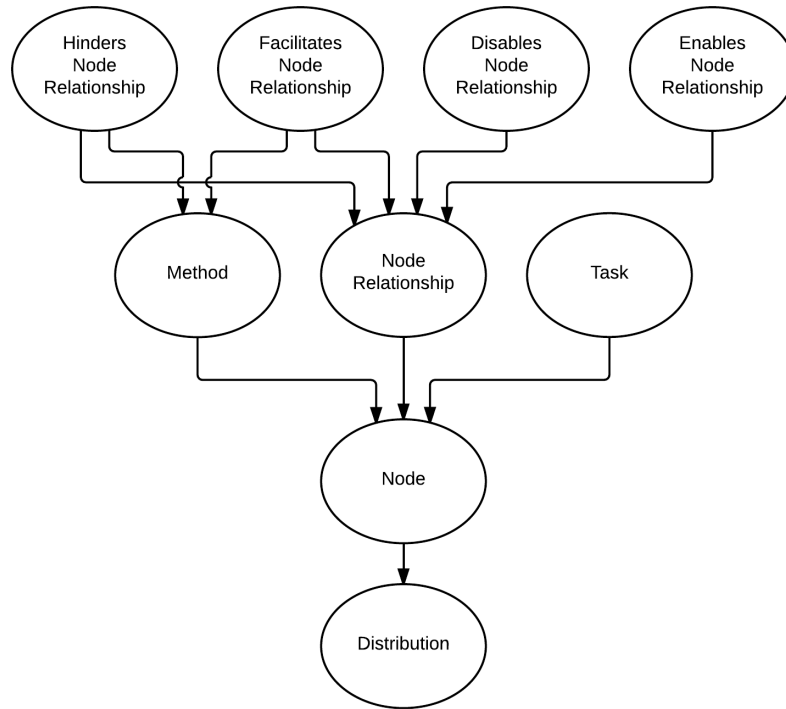 Hinders
Node
Relationship
Facilitates
Node
Relationship
Disables
Node
Relationship
Enables
Node
Relationship
Method
Node
Relationship
Task
Node
Distribution